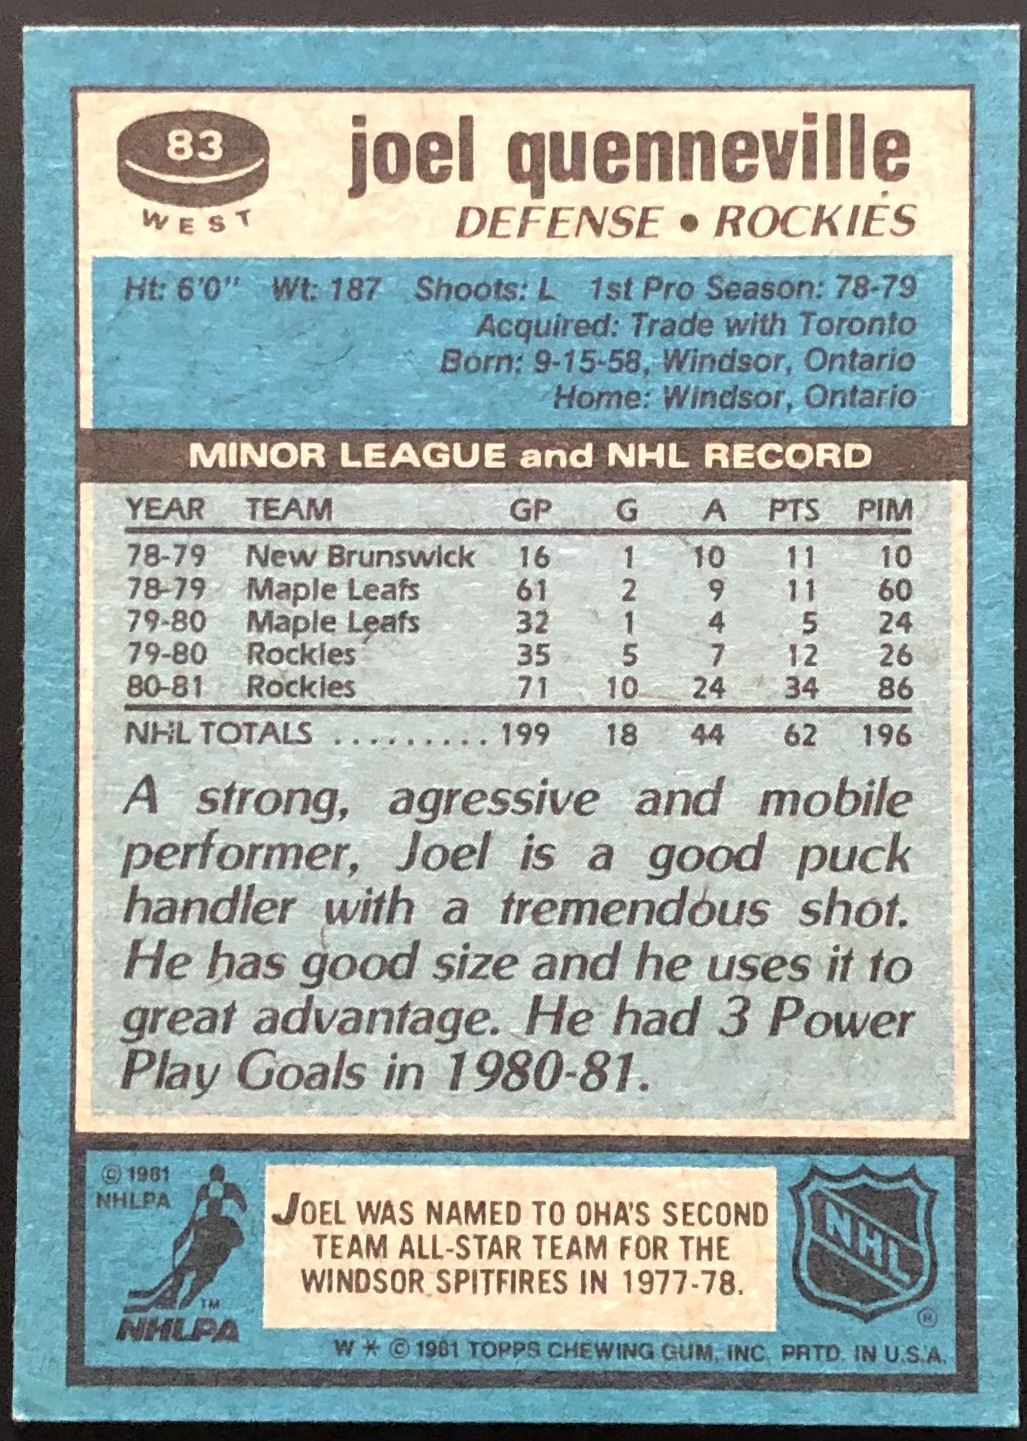 83
WEST
joel quenneville
DEFENSE • ROCKIES
Ht: 6'0" Wt: 187 Shoots: L 1st Pro Season: 78-79
Acquired: Trade with Toronto
Born: 9-15-58, Windsor, Ontario
Home: Windsor, Ontario
MINOR LEAGUE and NHL RECORD
YEAR TEAM GP G A PTS PIM
78-79 New Brunswick 16 1 10 11 10
78-79 Maple Leafs 61 2 9 11 60
79-80 Maple Leafs 32 1 4 5 24
79-80 Rockies 35 5 7 12 26
80-81 Rockies 71 10 24 34 86
NHL TOTALS .......... 199 18 44 62 196
A strong, agressive and mobile
performer, Joel is a good puck
handler with a tremendous shot.
He has good size and he uses it to
great advantage. He had 3 Power
Play Goals in 1980-81.
© 1981
NHLPA
TM
NHLPA
JOEL WAS NAMED TO OHA'S SECOND
TEAM ALL-STAR TEAM FOR THE
WINDSOR SPITFIRES IN 1977-78.
NHL
®
W * © 1981 TOPPS CHEWING GUM, INC. PRTD. IN U.S.A.